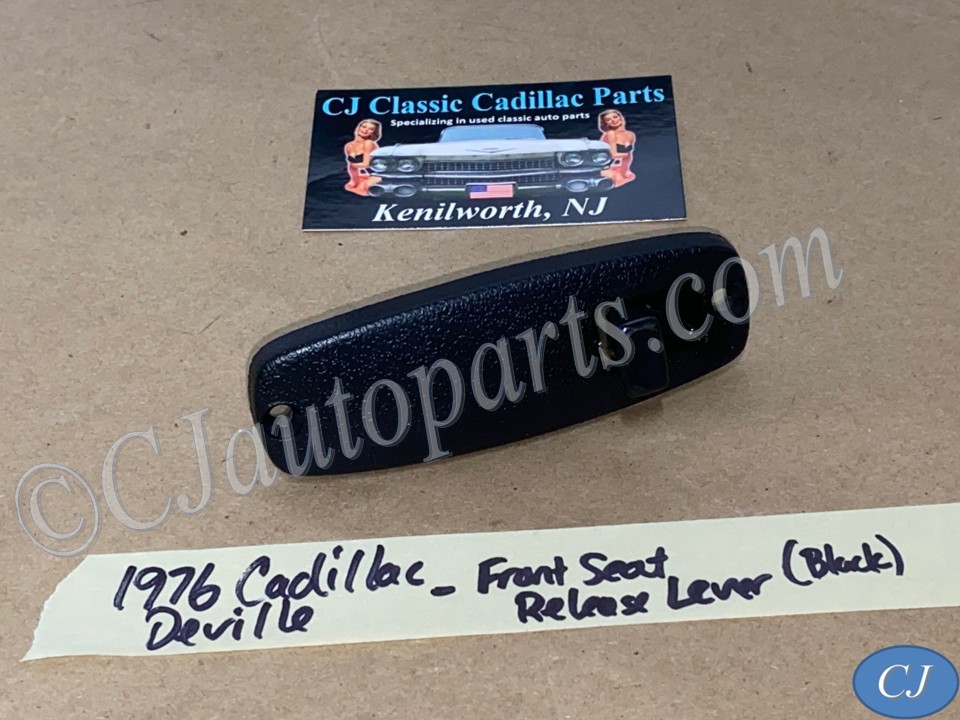 CJ Classic Cadillac Parts
Specializing in used classic auto parts
Kenilworth, NJ
©CJautoparts.com
1976 Cadillac - Front Seat
Deville Release Lever (Black)
CJ